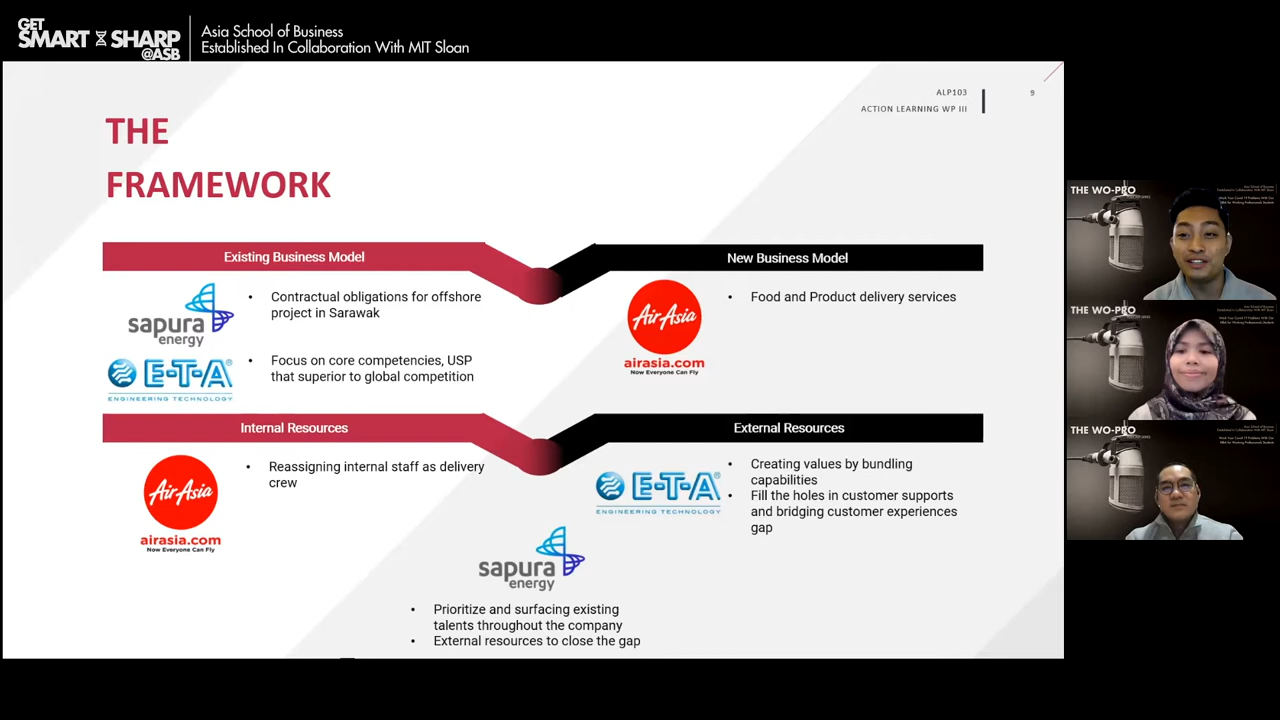 GET
SMART SHARP
@ASB
Asia School of Business
Established In Collaboration With MIT Sloan
ALP103
ACTION LEARNING WP III
9
THE
FRAMEWORK
Existing Business Model
New Business Model
sapura
energy
• Contractual obligations for offshore
project in Sarawak
E-T-A®
ENGINEERING TECHNOLOGY
• Focus on core competencies, USP
that superior to global competition
AirAsia
airasia.com
Now Everyone Can Fly
• Food and Product delivery services
Internal Resources
External Resources
AirAsia
airasia.com
Now Everyone Can Fly
• Reassigning internal staff as delivery
crew
E-T-A®
ENGINEERING TECHNOLOGY
• Creating values by bundling
capabilities
• Fill the holes in customer supports
and bridging customer experiences
gap
sapura
energy
• Prioritize and surfacing existing
talents throughout the company
• External resources to close the gap
THE WO-PRO
THE WO-PRO
THE WO-PRO